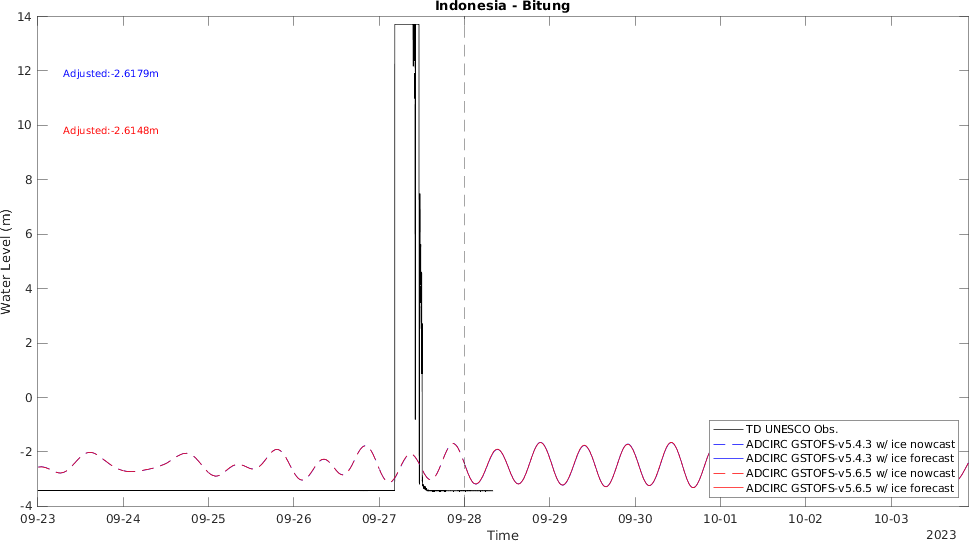 Indonesia - Bitung
14
12
10
8
6
4
2
0
-2
-4
Water Level (m)
Adjusted:-2.6179m
Adjusted:-2.6148m
TD UNESCO Obs.
ADCIRC GSTOFS-v5.4.3 w/ ice nowcast
ADCIRC GSTOFS-v5.4.3 w/ ice forecast
ADCIRC GSTOFS-v5.6.5 w/ ice nowcast
ADCIRC GSTOFS-v5.6.5 w/ ice forecast
09-23 09-24 09-25 09-26 09-27 09-28 09-29 09-30 10-01 10-02 10-03
Time
2023